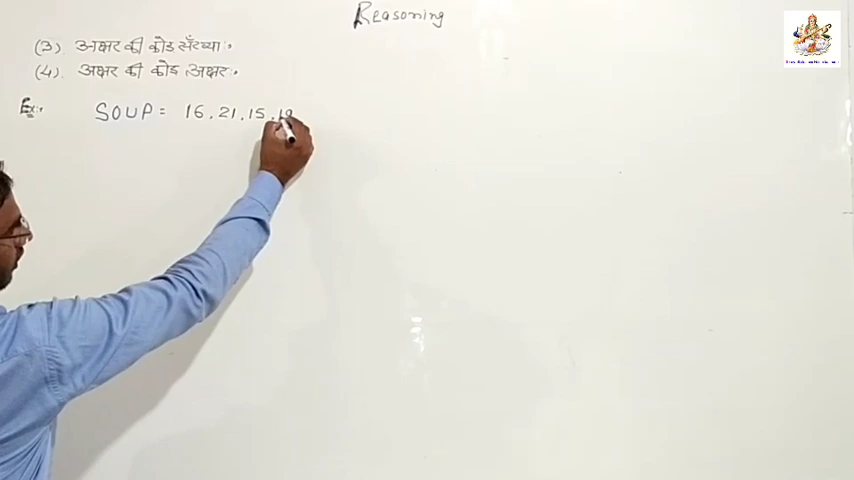 Reasoning
(3). अक्षर की कोड सँख्या:-
(4). अक्षर की कोड अक्षर:-
Ex:-
SOUP = 16.21.15.19